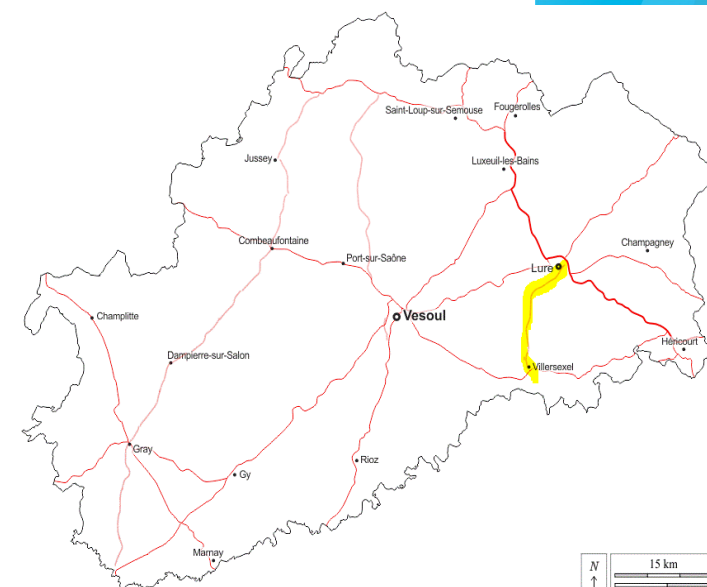 Fougerolles
Saint-Loup-sur-Semouse
Jussey
Luxeuil-les-Bains
Combeaufontaine
Champagney
Port-sur-Saône
Lure
Champlitte
Vesoul
Héricourt
Dampierre-sur-Salon
Villersexel
Gray
Rioz
Gy
Marnay
N
15 km